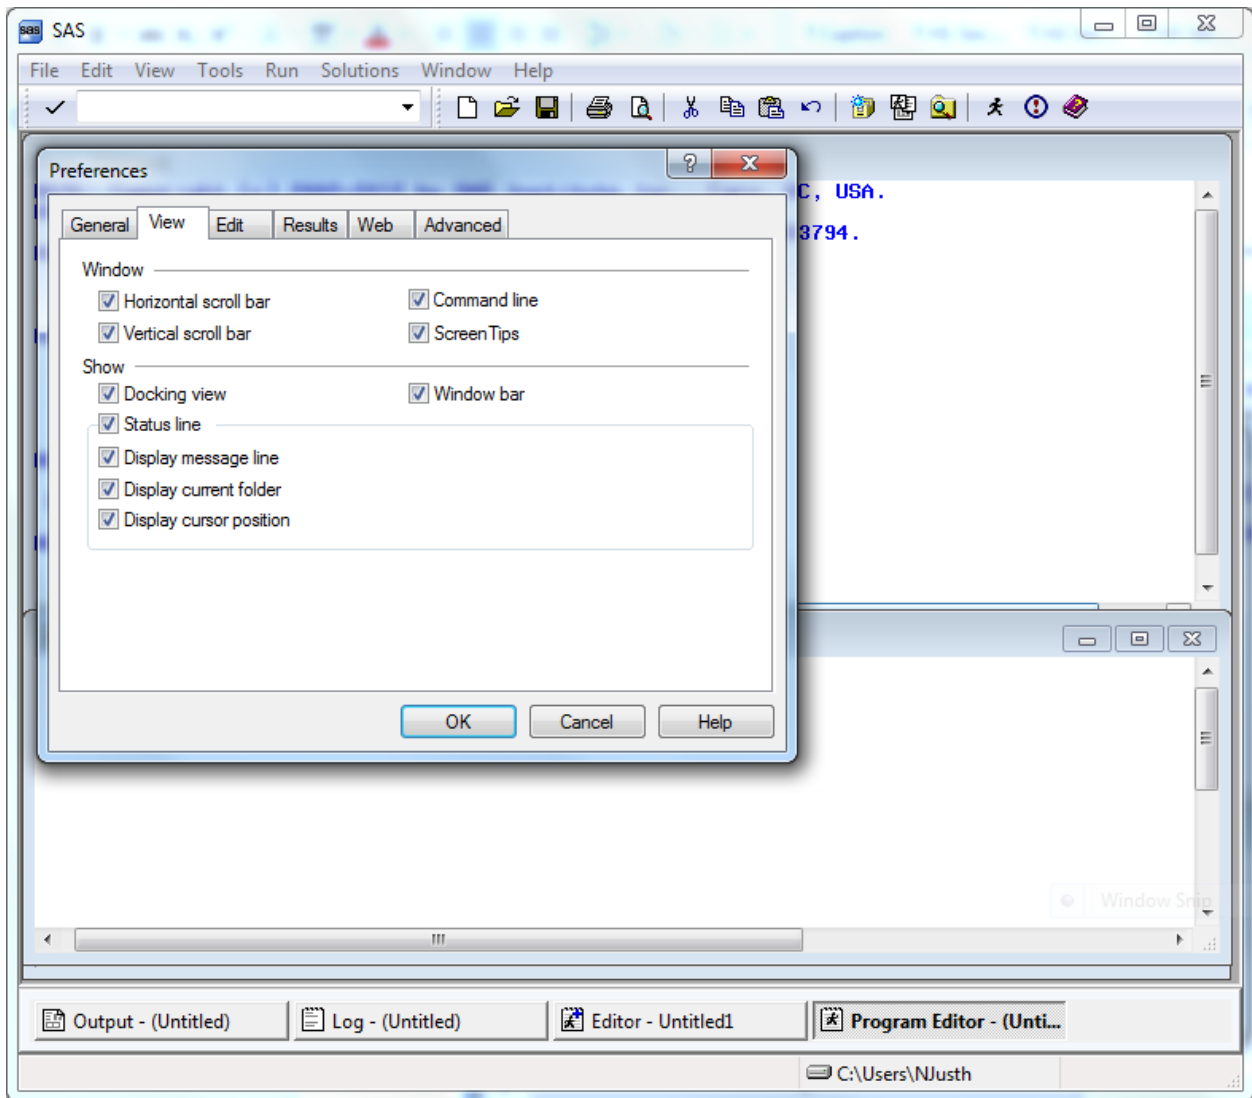 SAS
File Edit View Tools Run Solutions Window Help
Preferences
C, USA.
General View Edit Results Web Advanced
3794.
Window
Horizontal scroll bar Command line
Vertical scroll bar ScreenTips
Show
Docking view Window bar
Status line
Display message line
Display current folder
Display cursor position
OK Cancel Help
Window Snip
Output - (Untitled) Log - (Untitled) Editor - Untitled1 Program Editor - (Unti...
C:\Users\NJusth